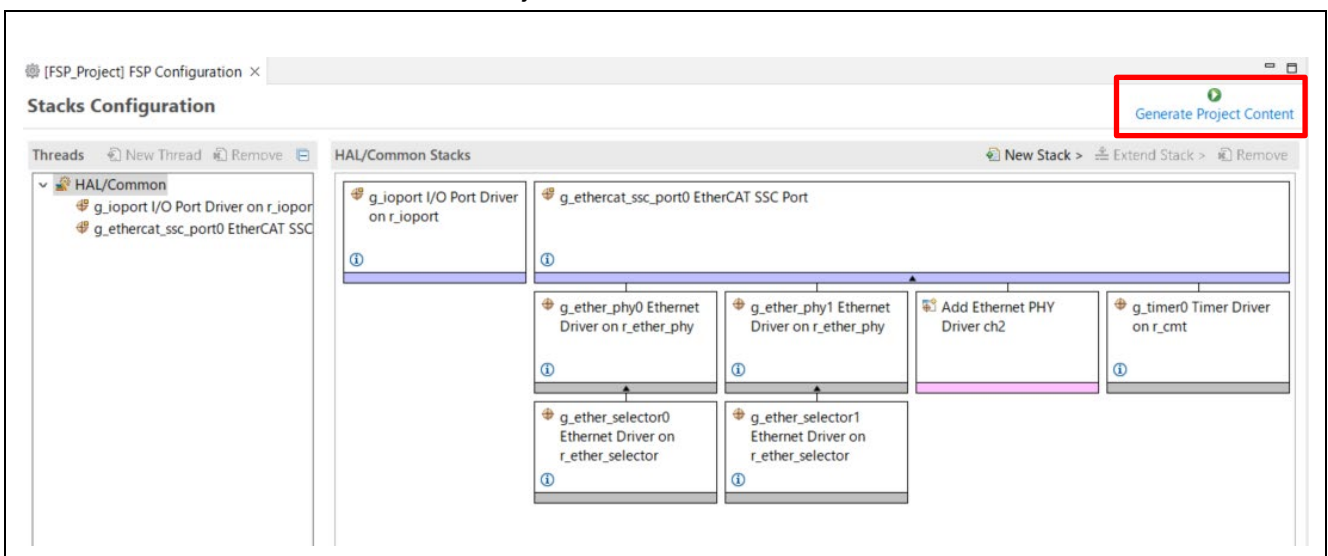 [FSP_Project] FSP Configuration
Stacks Configuration
Generate Project Content
Threads New Thread Remove
HAL/Common Stacks New Stack > Extend Stack > Remove
HAL/Common
g_ioport I/O Port Driver on r_iopor
g_ethercat_ssc_port0 EtherCAT SSC
g_ioport I/O Port Driver
on r_ioport
g_ethercat_ssc_port0 EtherCAT SSC Port
g_ether_phy0 Ethernet
Driver on r_ether_phy
g_ether_phy1 Ethernet
Driver on r_ether_phy
Add Ethernet PHY
Driver ch2
g_timer0 Timer Driver
on r_cmt
g_ether_selector0
Ethernet Driver on
r_ether_selector
g_ether_selector1
Ethernet Driver on
r_ether_selector